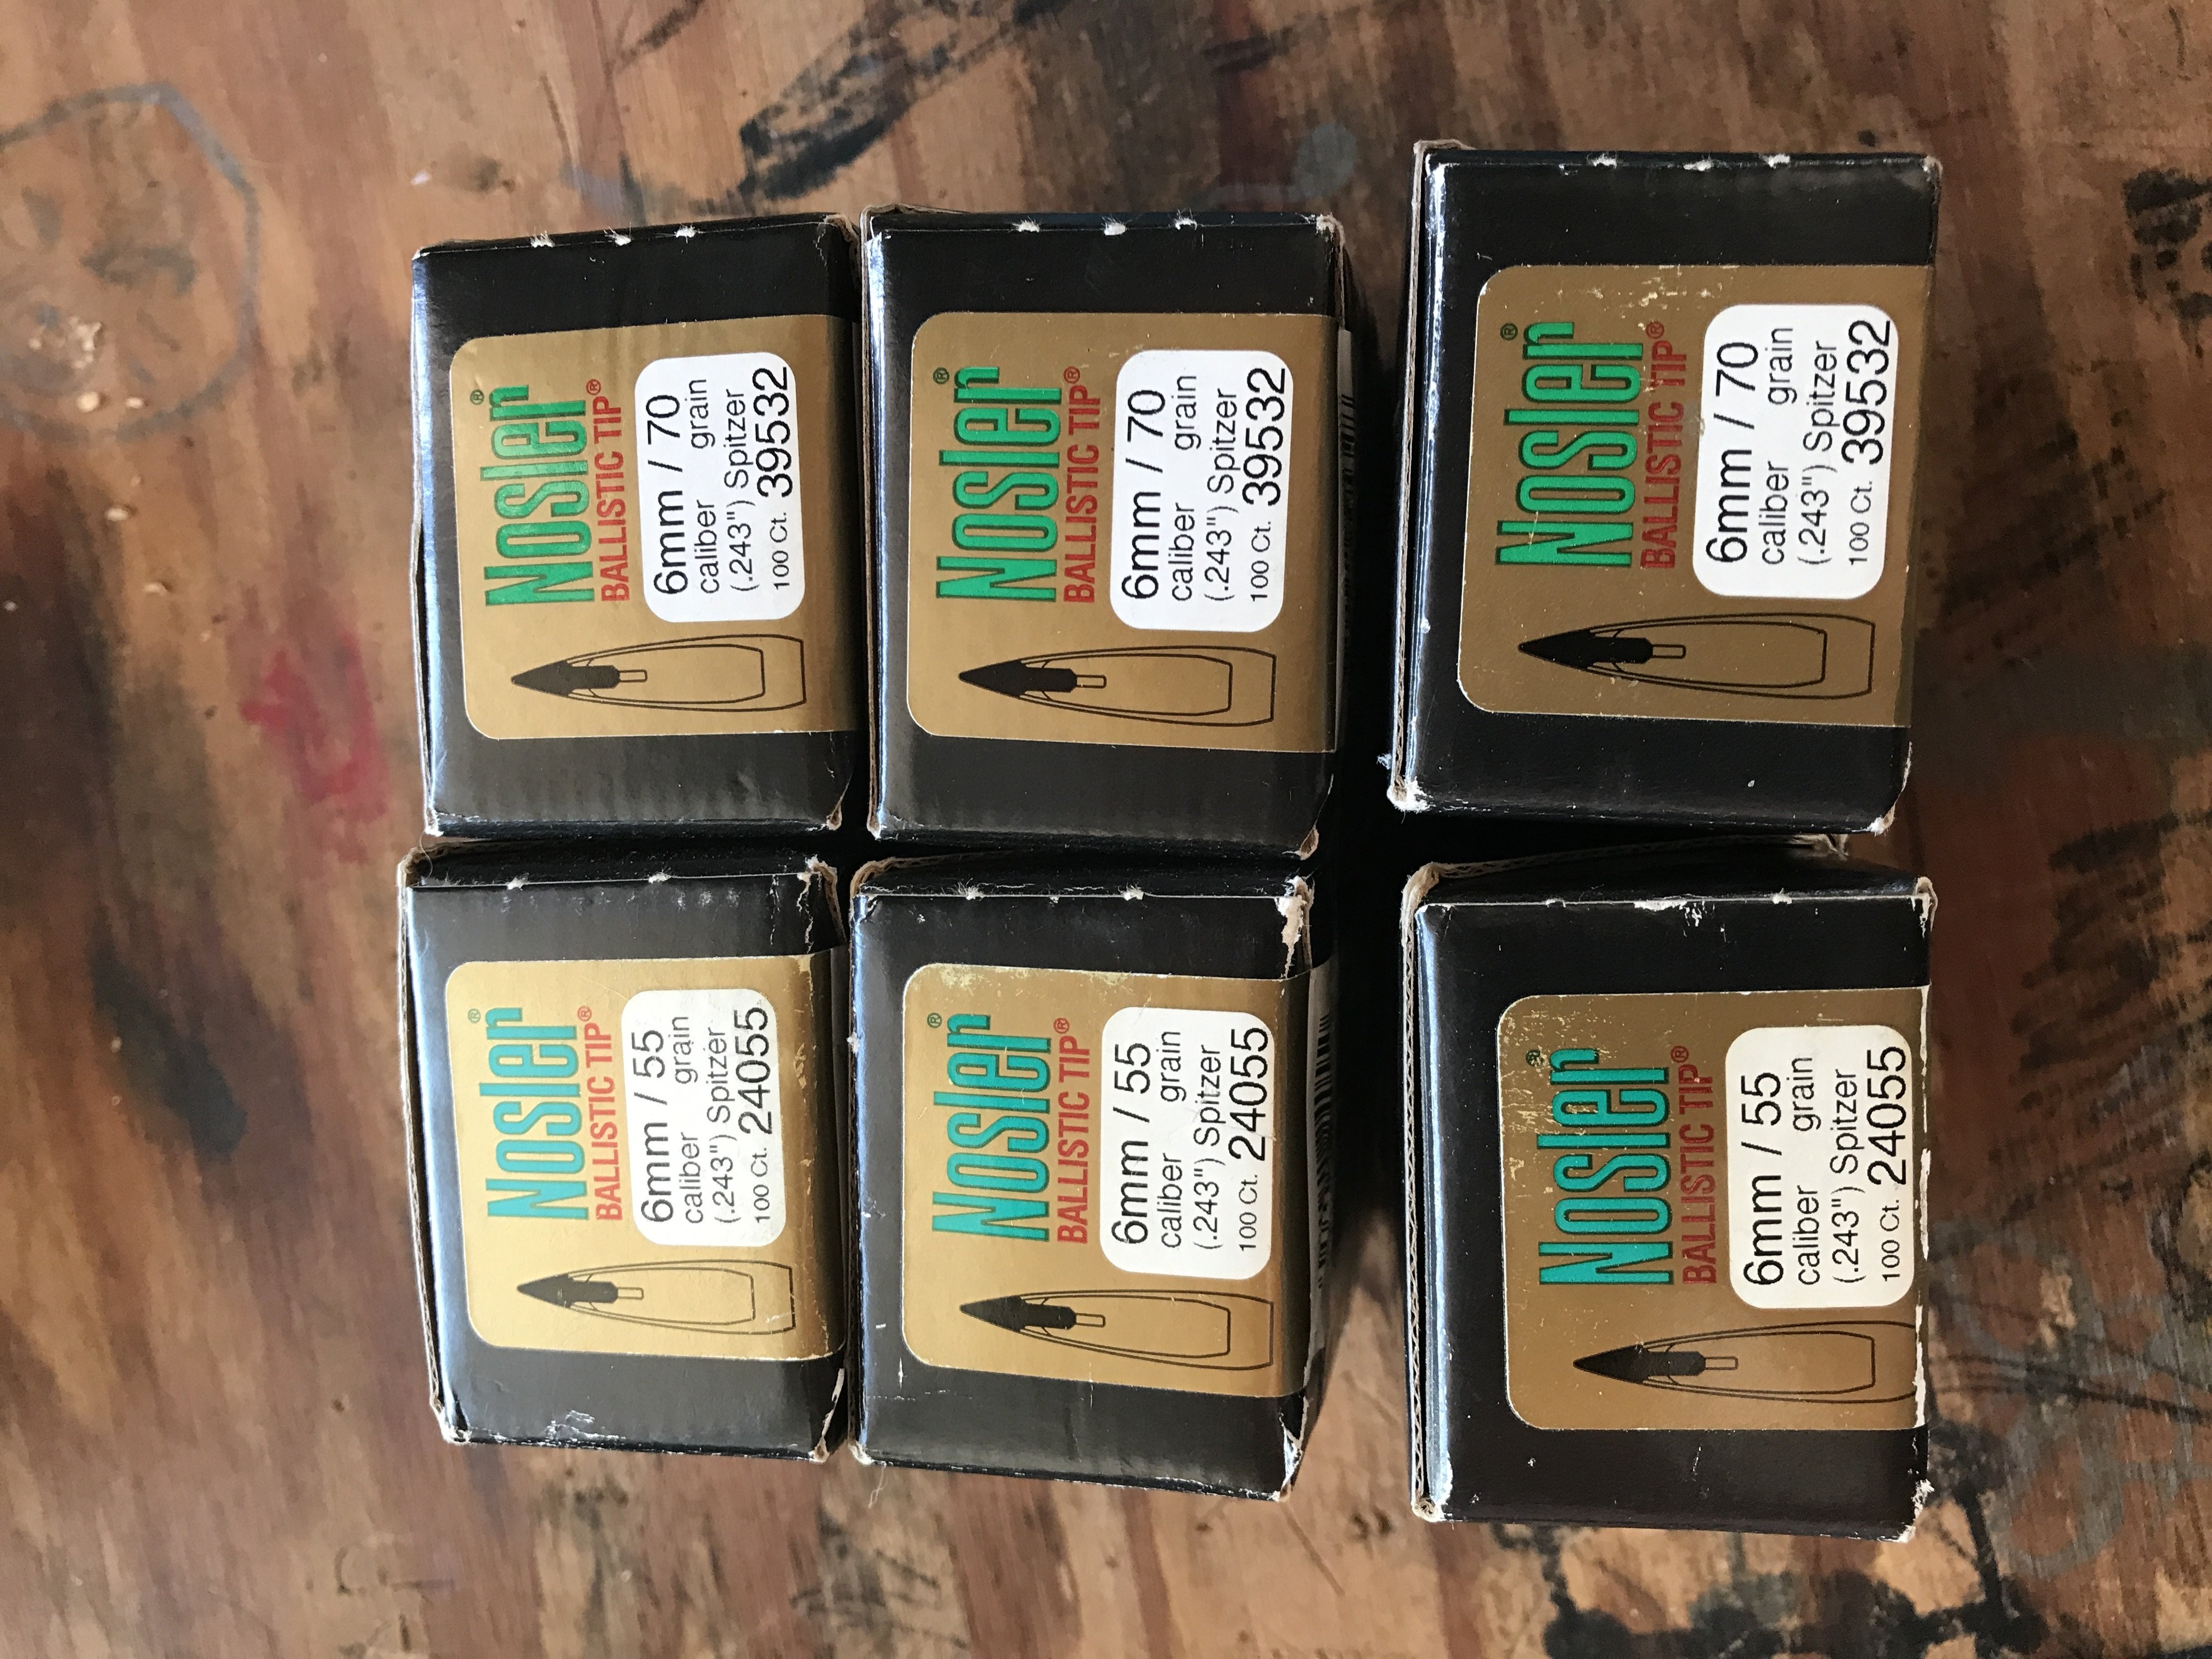 Nosler®
BALLISTIC TIP®
6mm / 70
caliber grain
(.243") Spitzer
100 Ct. 39532
Nosler®
BALLISTIC TIP®
6mm / 70
caliber grain
(.243") Spitzer
100 Ct. 39532
Nosler®
BALLISTIC TIP®
6mm / 70
caliber grain
(.243") Spitzer
100 Ct. 39532
Nosler®
BALLISTIC TIP®
6mm / 55
caliber grain
(.243") Spitzer
100 Ct. 24055
Nosler®
BALLISTIC TIP®
6mm / 55
caliber grain
(.243") Spitzer
100 Ct. 24055
Nosler®
BALLISTIC TIP®
6mm / 55
caliber grain
(.243") Spitzer
100 Ct. 24055